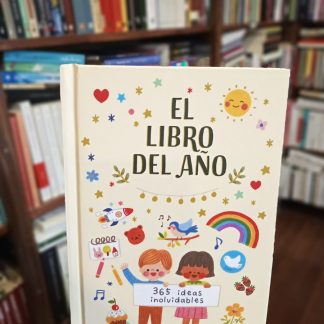 EL
LIBRO
DEL AÑO
365 ideas
inolvidables